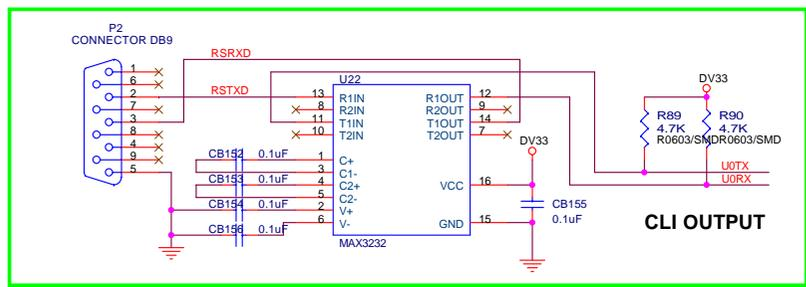 P2
CONNECTOR DB9
1
6
2
7
3
8
4
9
5
RSRXD
RSTXD
U22
13 R1IN R1OUT 12
8 R2IN R2OUT 9
11 T1IN T1OUT 14
10 T2IN T2OUT 7
CB152 0.1uF 1 C+
3 C1-
CB153 0.1uF 4 C2+
5 C2-
CB154 0.1uF 2 V+
CB156 0.1uF 6 V-
VCC 16
GND 15
MAX3232
DV33
CB155
0.1uF
DV33
R89 R90
4.7K 4.7K
R0603/SMD R0603/SMD
U0TX
U0RX
CLI OUTPUT